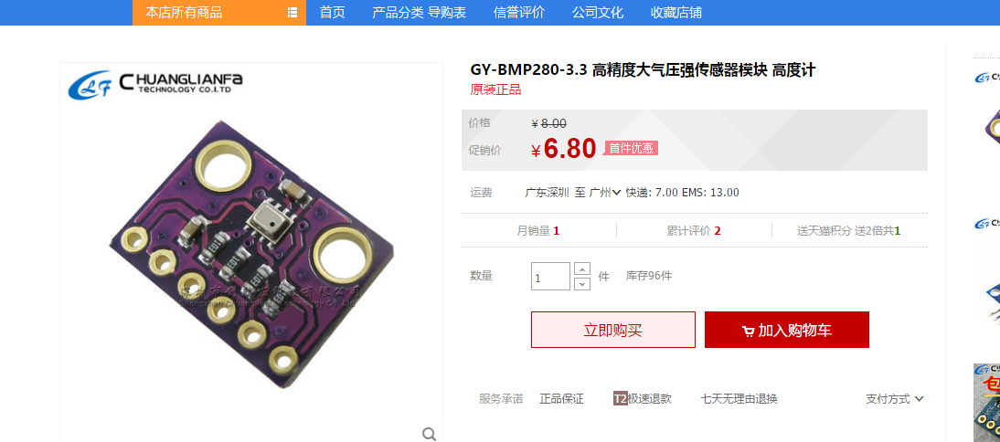 本店所有商品 首页 产品分类 导购表 信誉评价 公司文化 收藏店铺
CHUANGLIANFA
TECHNOLOGY CO.LTD
GY-BMP280-3.3 高精度大气压强传感器模块 高度计
原装正品
价格 ¥ 8.00
促销价 ¥ 6.80 首件优惠
运费 广东深圳 至 广州 快递: 7.00 EMS: 13.00
月销量 1 累计评价 2 送天猫积分 送2倍共1
数量 1 件 库存96件
立即购买 加入购物车
服务承诺 正品保证 T2极速退款 七天无理由退换 支付方式